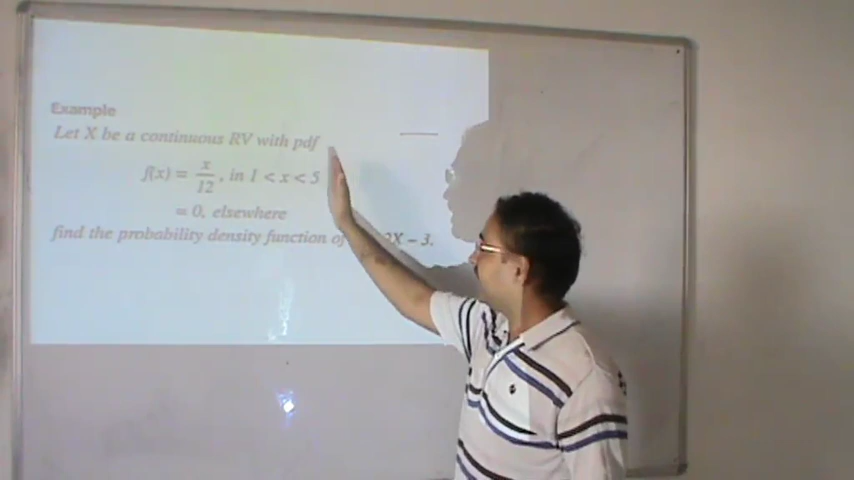 Example
Let X be a continuous RV with pdf
f(x) = x/12, in 1 < x < 5
= 0, elsewhere
find the probability density function of 2X – 3.